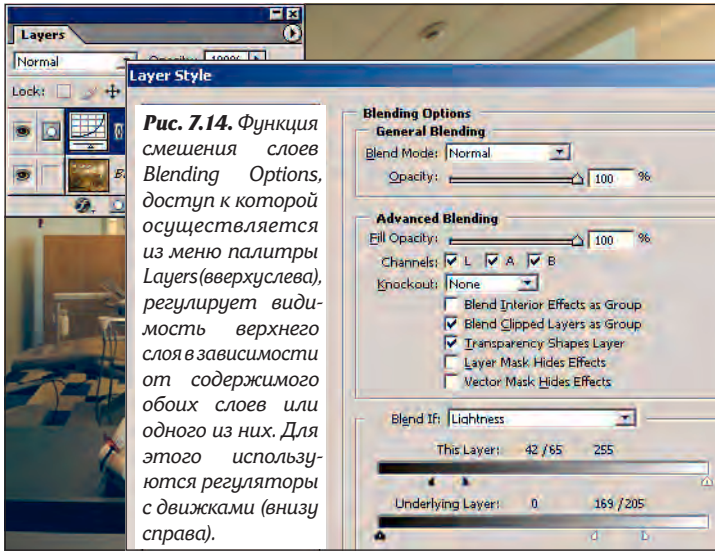 Layers
Normal
Opacity: 100%
Lock:
Layer Style
Рис. 7.14. Функция
смешения слоев
Blending Options,
доступ к которой
осуществляется
из меню палитры
Layers(вверхуслева),
регулирует види-
мость верхнего
слоя в зависимости
от содержимого
обоих слоев или
одного из них. Для
этого использу-
ются регуляторы
с движками (внизу
справа).
Blending Options
General Blending
Blend Mode: Normal
Opacity: 100 %
Advanced Blending
Fill Opacity: 100 %
Channels: L A B
Knockout: None
Blend Interior Effects as Group
Blend Clipped Layers as Group
Transparency Shapes Layer
Layer Mask Hides Effects
Vector Mask Hides Effects
Blend If: Lightness
This Layer: 42 / 65 255
Underlying Layer: 0 169 / 205